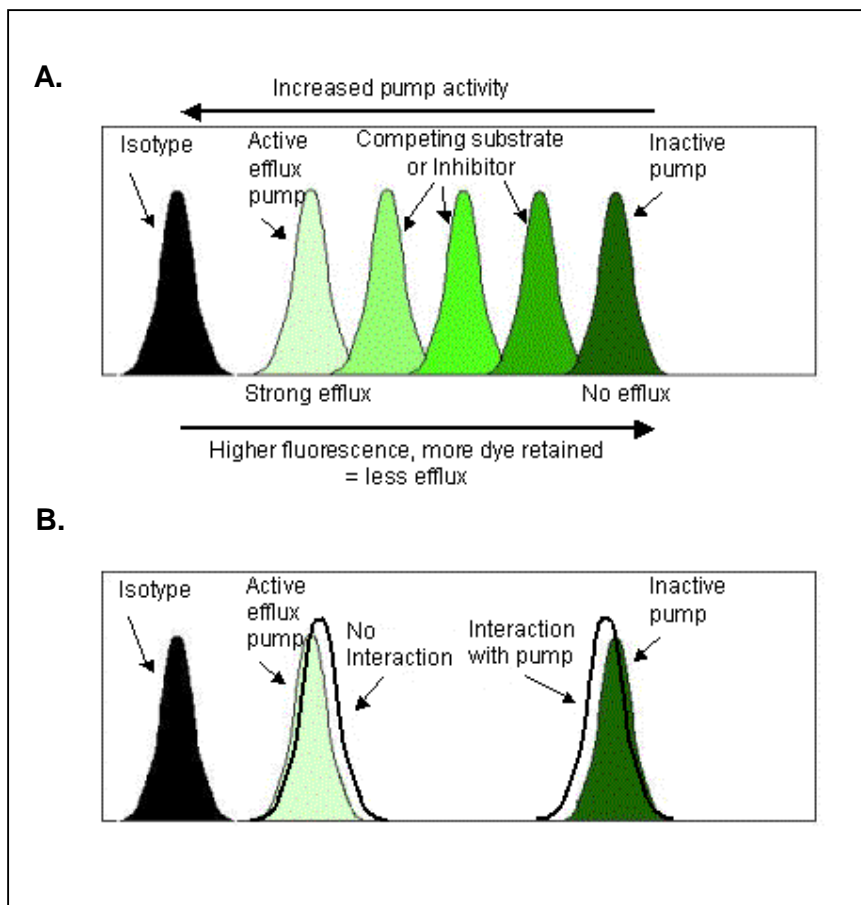 A.
Increased pump activity
Isotype
Active
efflux
pump
Competing substrate
or Inhibitor
Inactive
pump
Strong efflux
No efflux
Higher fluorescence, more dye retained
= less efflux
B.
Isotype
Active
efflux
pump
No
Interaction
Interaction
with pump
Inactive
pump